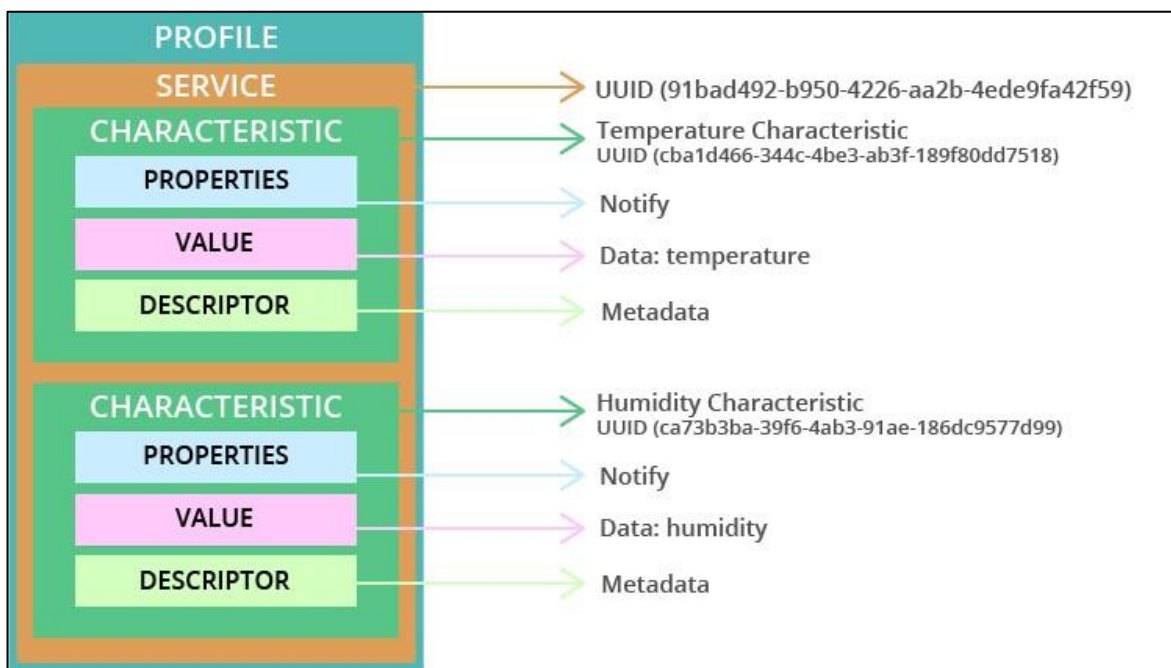 PROFILE
SERVICE
UUID (91bad492-b950-4226-aa2b-4ede9fa42f59)
CHARACTERISTIC
Temperature Characteristic
UUID (cba1d466-344c-4be3-ab3f-189f80dd7518)
PROPERTIES
Notify
VALUE
Data: temperature
DESCRIPTOR
Metadata
CHARACTERISTIC
Humidity Characteristic
UUID (ca73b3ba-39f6-4ab3-91ae-186dc9577d99)
PROPERTIES
Notify
VALUE
Data: humidity
DESCRIPTOR
Metadata